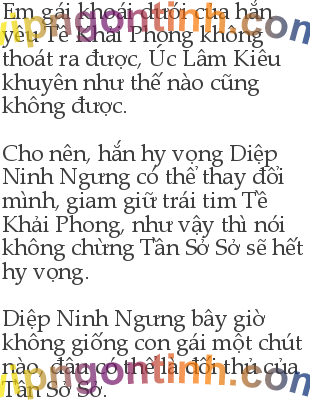 Em gái khoái dưới của hắn
yêu Tề Khải Phong không
thoát ra được, Úc Lâm Kiêu
khuyên như thế nào cũng
không được.

Cho nên, hắn hy vọng Diệp
Ninh Ngưng có thể thay đổi
mình, giam giữ trái tim Tề
Khải Phong, như vậy thì nói
không chừng Tần Sở Sở sẽ hết
hy vọng.

Diệp Ninh Ngưng bây giờ
không giống con gái một chút
nào, đâu có thể là đối thủ của
Tần Sở Sở.